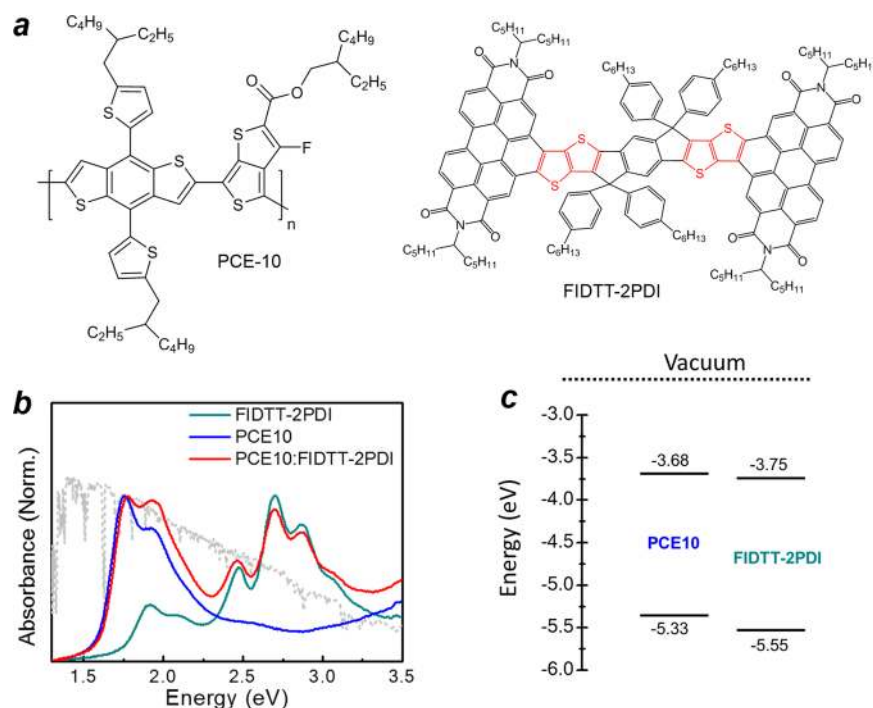 a
C4H9
C2H5
S
S
S
S
O
O
C4H9
C2H5
S
F
S
n
C2H5
C4H9
PCE-10
C5H11
C5H11
O
N
O
C6H13
C6H13
S
S
S
S
C5H11
C5H1
O
N
O
O
N
O
C5H11
C5H11
C6H13
C6H13
O
N
O
C5H11
C5H11
FIDTT-2PDI
b
FIDTT-2PDI
PCE10
PCE10:FIDTT-2PDI
Absorbance (Norm.)
1.5 2.0 2.5 3.0 3.5
Energy (eV)
c
Vacuum
Energy (eV)
-3.0
-3.5
-4.0
-4.5
-5.0
-5.5
-6.0
-3.68
PCE10
-5.33
-3.75
FIDTT-2PDI
-5.55